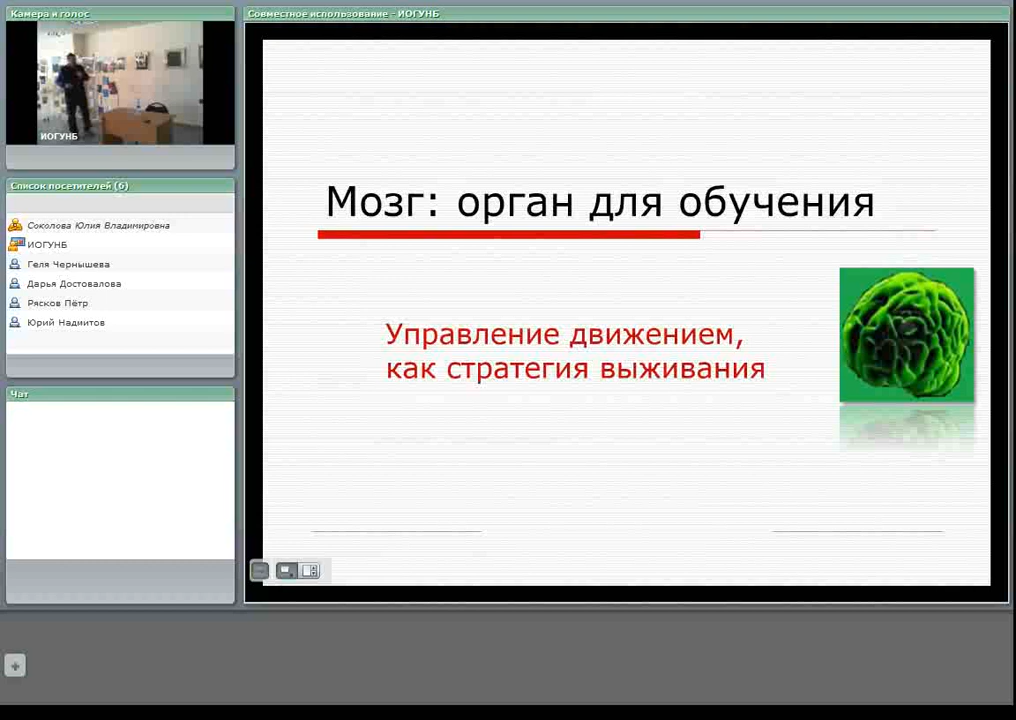 Камера и голос
ИОГУНБ
Список посетителей (6)
Соколова Юлия Владимировна
ИОГУНБ
Геля Чернышева
Дарья Достовалова
Рясков Пётр
Юрий Надмитов
Чат
Совместное использование - ИОГУНБ
Мозг: орган для обучения
Управление движением,
как стратегия выживания